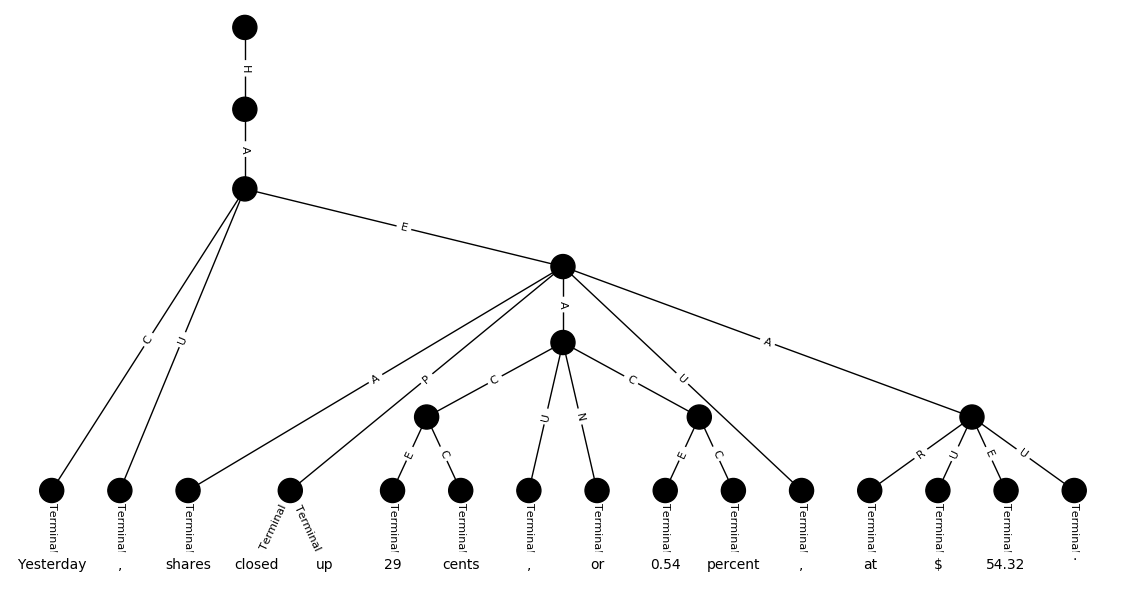 H
A
E
C U
A
A P A U
C U N C
E C E C R U E U
Terminal Terminal Terminal Terminal Terminal Terminal Terminal Terminal Terminal Terminal Terminal Terminal Terminal Terminal Terminal Terminal
Yesterday , shares closed up 29 cents , or 0.54 percent , at $ 54.32 .